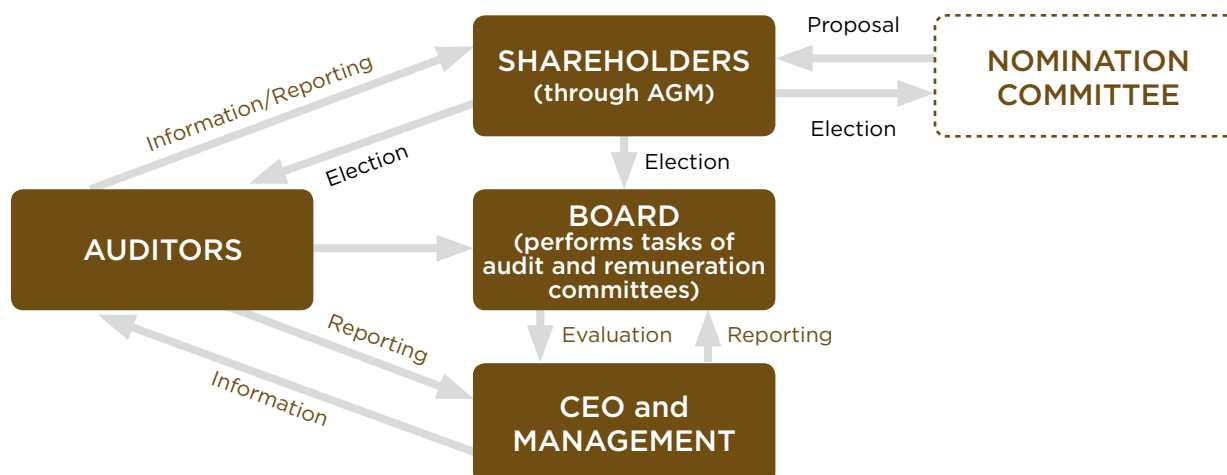 Proposal
SHAREHOLDERS
(through AGM)
NOMINATION
COMMITTEE
Information/Reporting
Election
Election
Election
AUDITORS
BOARD
(performs tasks of
audit and remuneration
committees)
Reporting
Evaluation
Reporting
Information
CEO and
MANAGEMENT